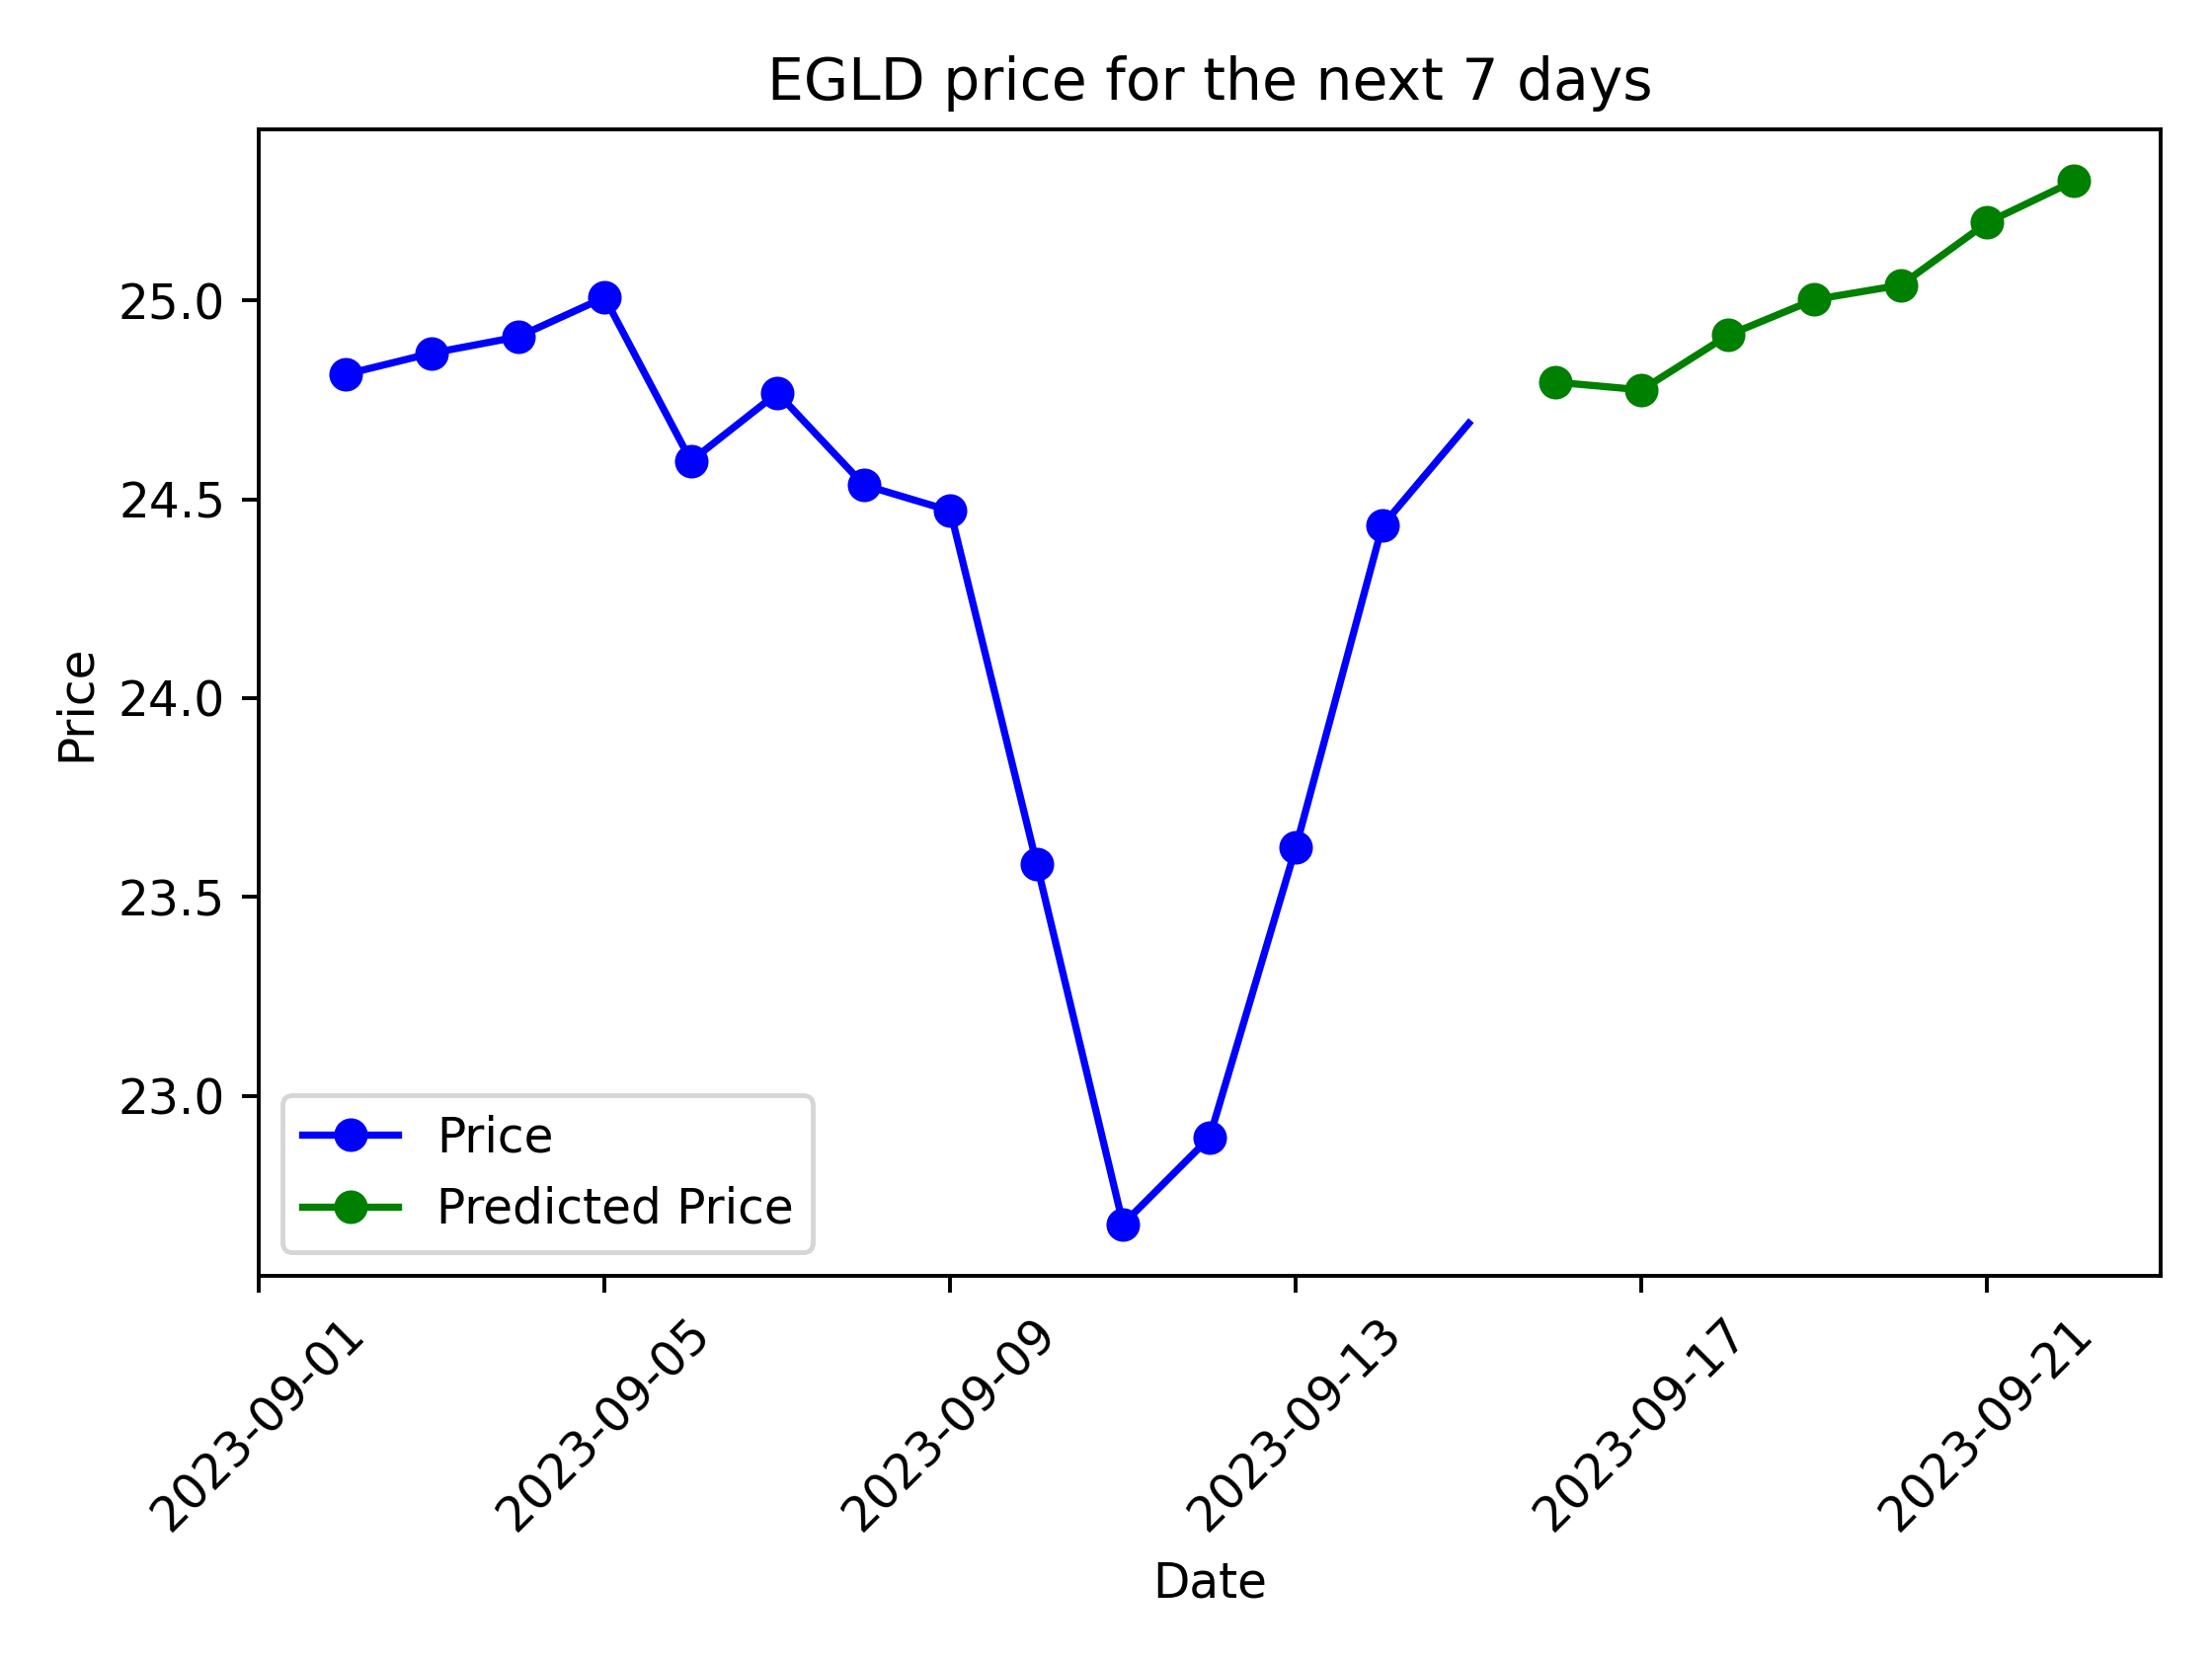 EGLD price for the next 7 days
Price
25.0
24.5
24.0
23.5
23.0
Price
Predicted Price
2023-09-01
2023-09-05
2023-09-09
2023-09-13
2023-09-17
2023-09-21
Date